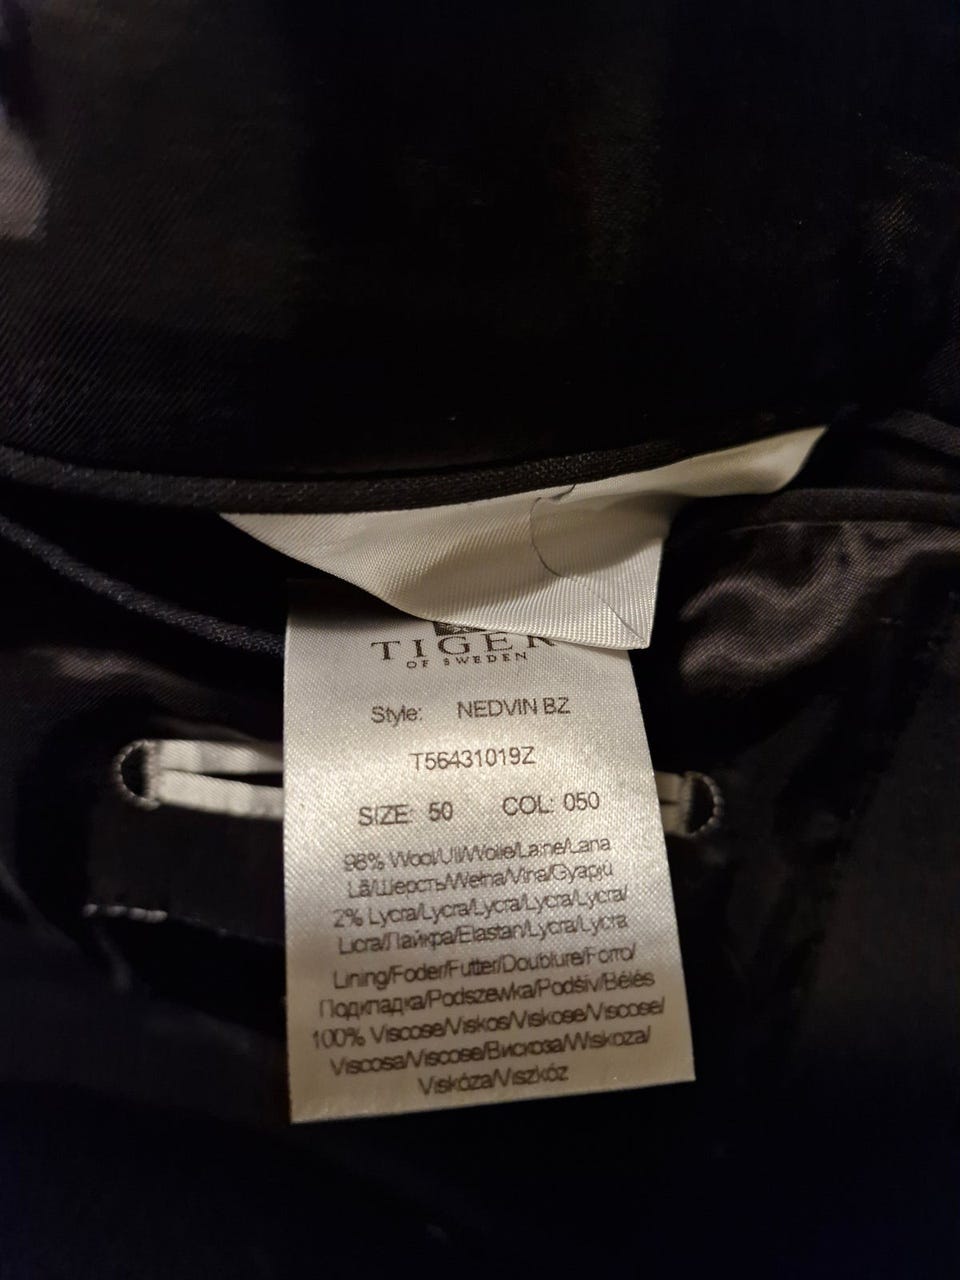 TIGER
OF SWEDEN
Style: NEDVIN BZ
T56431019Z
SIZE: 50 COL: 050
98% Wool/Ull/Wolle/Laine/Lana
Lã/Шерсть/Wełna/Vlna/Gyapjú
2% Lycra/Lycra/Lycra/Lycra/Lycra/
Licra/Лайкра/Elastan/Lycra/Lycra
Lining/Foder/Futter/Doublure/Forro/
Подкладка/Podszewka/Podšív/Bélés
100% Viscose/Viskos/Viskose/Viscose/
Viscosa/Viscose/Вискоза/Wiskoza/
Viskóza/Viszkóz